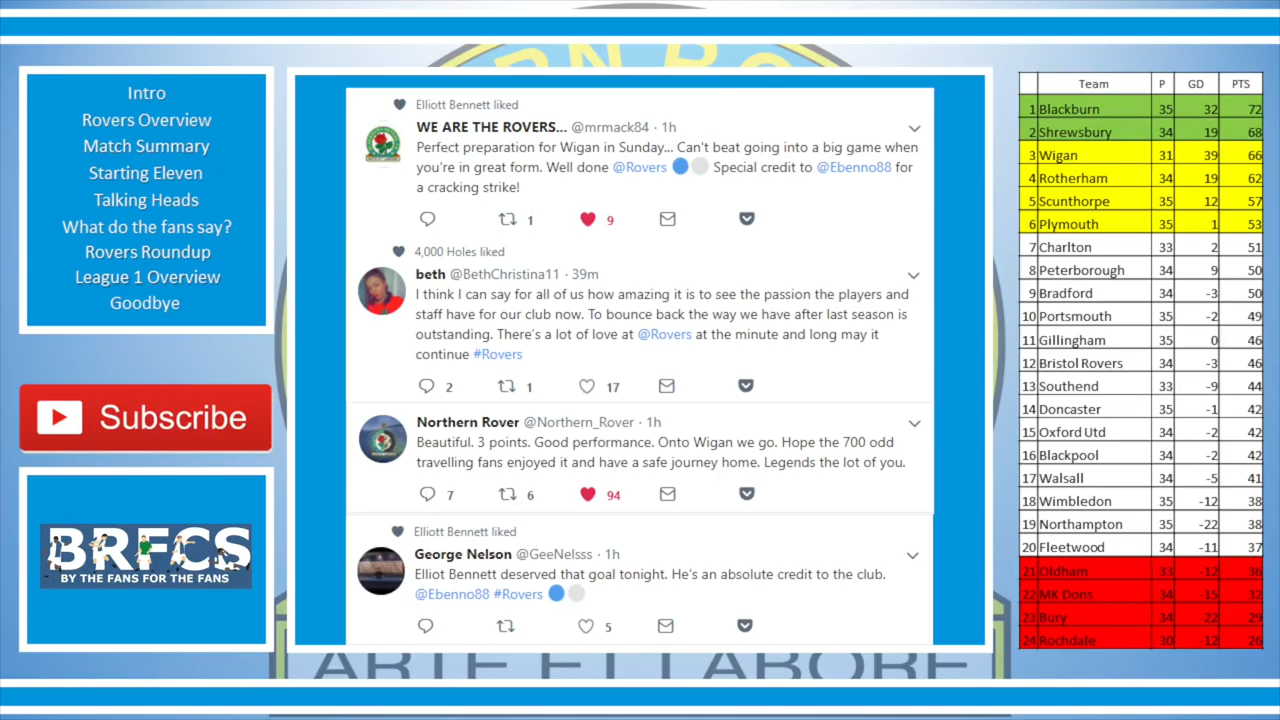 RN RO
Intro
Rovers Overview
Match Summary
Starting Eleven
Talking Heads
What do the fans say?
Rovers Roundup
League 1 Overview
Goodbye
Subscribe
BRFCS
BY THE FANS FOR THE FANS
Elliott Bennett liked
WE ARE THE ROVERS... @mrmack84 · 1h
Perfect preparation for Wigan in Sunday... Can't beat going into a big game when
you're in great form. Well done @Rovers 🔵⚪ Special credit to @Ebenno88 for
a cracking strike!
1 9
4,000 Holes liked
beth @BethChristina11 · 39m
I think I can say for all of us how amazing it is to see the passion the players and
staff have for our club now. To bounce back the way we have after last season is
outstanding. There's a lot of love at @Rovers at the minute and long may it
continue #Rovers
2 1 17
Northern Rover @Northern_Rover · 1h
Beautiful. 3 points. Good performance. Onto Wigan we go. Hope the 700 odd
travelling fans enjoyed it and have a safe journey home. Legends the lot of you.
7 6 94
Elliott Bennett liked
George Nelson @GeeNelsss · 1h
Elliot Bennett deserved that goal tonight. He's an absolute credit to the club.
@Ebenno88 #Rovers 🔵⚪
5
ARTE ET LABORE
Team P GD PTS
1 Blackburn 35 32 72
2 Shrewsbury 34 19 68
3 Wigan 31 39 66
4 Rotherham 34 19 62
5 Scunthorpe 35 12 57
6 Plymouth 35 1 53
7 Charlton 33 2 51
8 Peterborough 34 9 50
9 Bradford 34 -3 50
10 Portsmouth 35 -2 49
11 Gillingham 35 0 46
12 Bristol Rovers 34 -3 46
13 Southend 33 -9 44
14 Doncaster 35 -1 42
15 Oxford Utd 34 -2 42
16 Blackpool 34 -2 42
17 Walsall 34 -5 41
18 Wimbledon 35 -12 38
19 Northampton 35 -22 38
20 Fleetwood 34 -11 37
21 Oldham 33 -12 36
22 MK Dons 34 -15 32
23 Bury 34 -22 29
24 Rochdale 30 -12 26